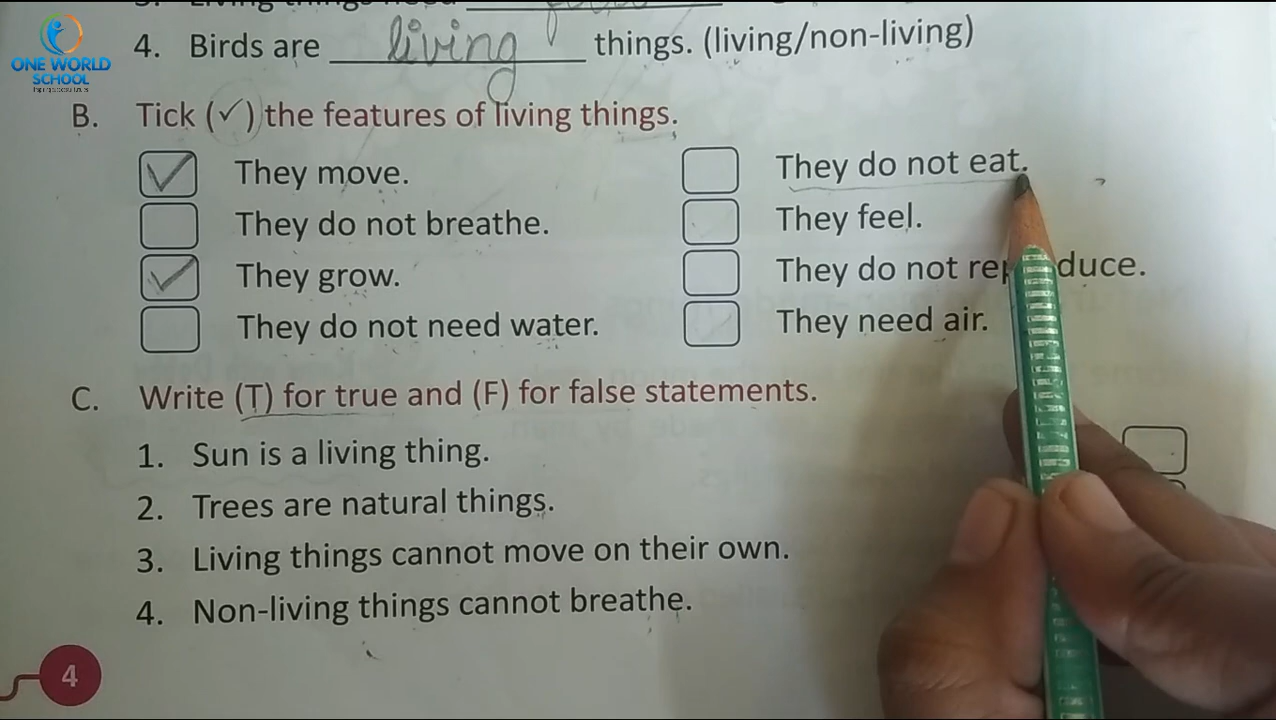 ONE WORLD
SCHOOL
4. Birds are living things. (living/non-living)
B. Tick (✓) the features of living things.
✓ They move. They do not eat.
They do not breathe. They feel.
✓ They grow. They do not reproduce.
They do not need water. They need air.
C. Write (T) for true and (F) for false statements.
1. Sun is a living thing.
2. Trees are natural things.
3. Living things cannot move on their own.
4. Non-living things cannot breathe.
4